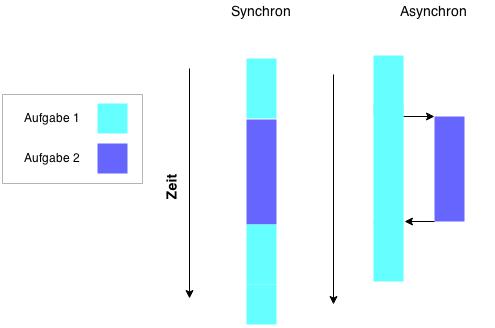 Synchron
Asynchron
Aufgabe 1
Aufgabe 2
Zeit